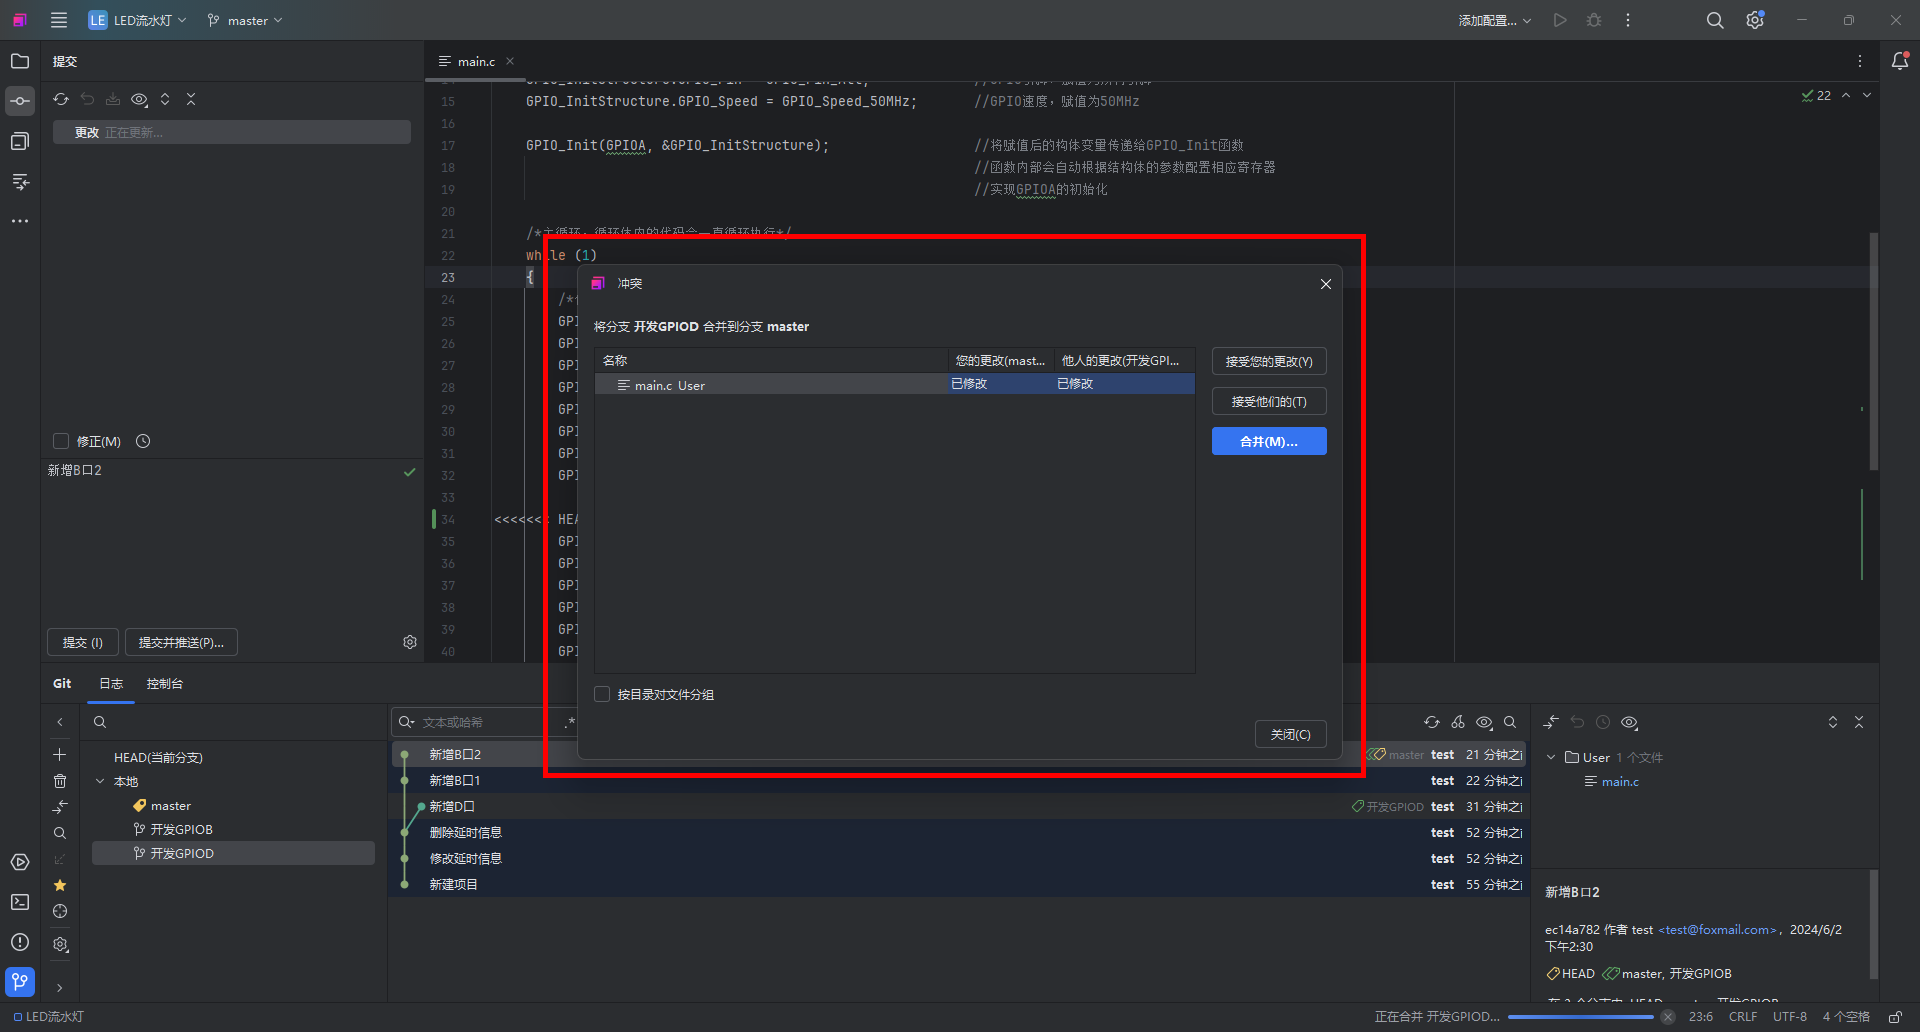 LE LED流水灯 master 添加配置...
提交
更改 正在更新...
修正(M)
新增B口2
提交 (I) 提交并推送(P)...
main.c
22
15 GPIO_InitStructure.GPIO_Speed = GPIO_Speed_50MHz; //GPIO速度，赋值为50MHz
16
17 GPIO_Init(GPIOA, &GPIO_InitStructure); //将赋值后的构体变量传递给GPIO_Init函数
18 //函数内部会自动根据结构体的参数配置相应寄存器
19 //实现GPIOA的初始化
20
21 /*主循环，循环体内的代码会一直循环执行*/
22 while (1)
23 {
24 /*
25 GPI
26 GPI
27 GPI
28 GPI
29 GPI
30 GPI
31 GPI
32 GPI
33
34 <<<<<<< HEA
35 GPI
36 GPI
37 GPI
38 GPI
39 GPI
40 GPI
冲突
将分支 开发GPIOD 合并到分支 master
名称 您的更改(mast... 他人的更改(开发GPI...
main.c User 已修改 已修改
接受您的更改(Y)
接受他们的(T)
合并(M)...
按目录对文件分组
关闭(C)
Git 日志 控制台
HEAD(当前分支)
本地
master
开发GPIOB
开发GPIOD
文本或哈希 .*
新增B口2 master test 21 分钟之
新增B口1 test 22 分钟之
新增D口 开发GPIOD test 31 分钟之
删除延时信息 test 52 分钟之
修改延时信息 test 52 分钟之
新建项目 test 55 分钟之
User 1 个文件
main.c
新增B口2
ec14a782 作者 test <test@foxmail.com>，2024/6/2
下午2:30
HEAD master, 开发GPIOB
LED流水灯 正在合并 开发GPIOD... 23:6 CRLF UTF-8 4 个空格